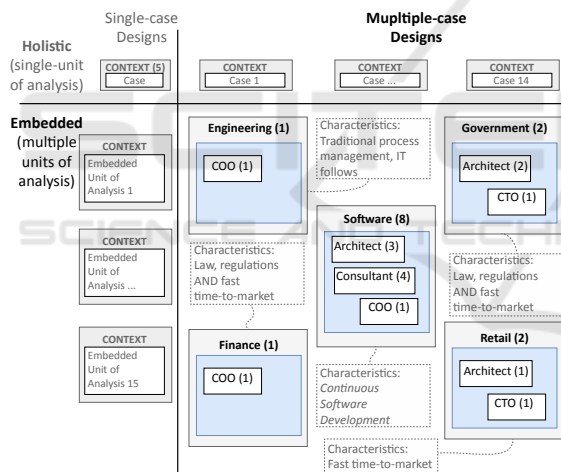 Single-case
Designs
Mupltiple-case
Designs
Holistic
(single-unit
of analysis)
CONTEXT (5)
Case
CONTEXT
Case 1
CONTEXT
Case ...
CONTEXT
Case 14
Embedded
(multiple
units of
analysis)
CONTEXT
Embedded
Unit of
Analysis 1
CONTEXT
Embedded
Unit of
Analysis ...
CONTEXT
Embedded
Unit of
Analysis 15
Engineering (1)
COO (1)
Characteristics:
Traditional process
management, IT
follows
Government (2)
Architect (2)
CTO (1)
Software (8)
Architect (3)
Consultant (4)
COO (1)
Characteristics:
Law, regulations
AND fast
time-to-market
Characteristics:
Law, regulations
AND fast
time-to-market
Finance (1)
COO (1)
Characteristics:
Continuous
Software
Development
Retail (2)
Architect (1)
CTO (1)
Characteristics:
Fast time-to-market